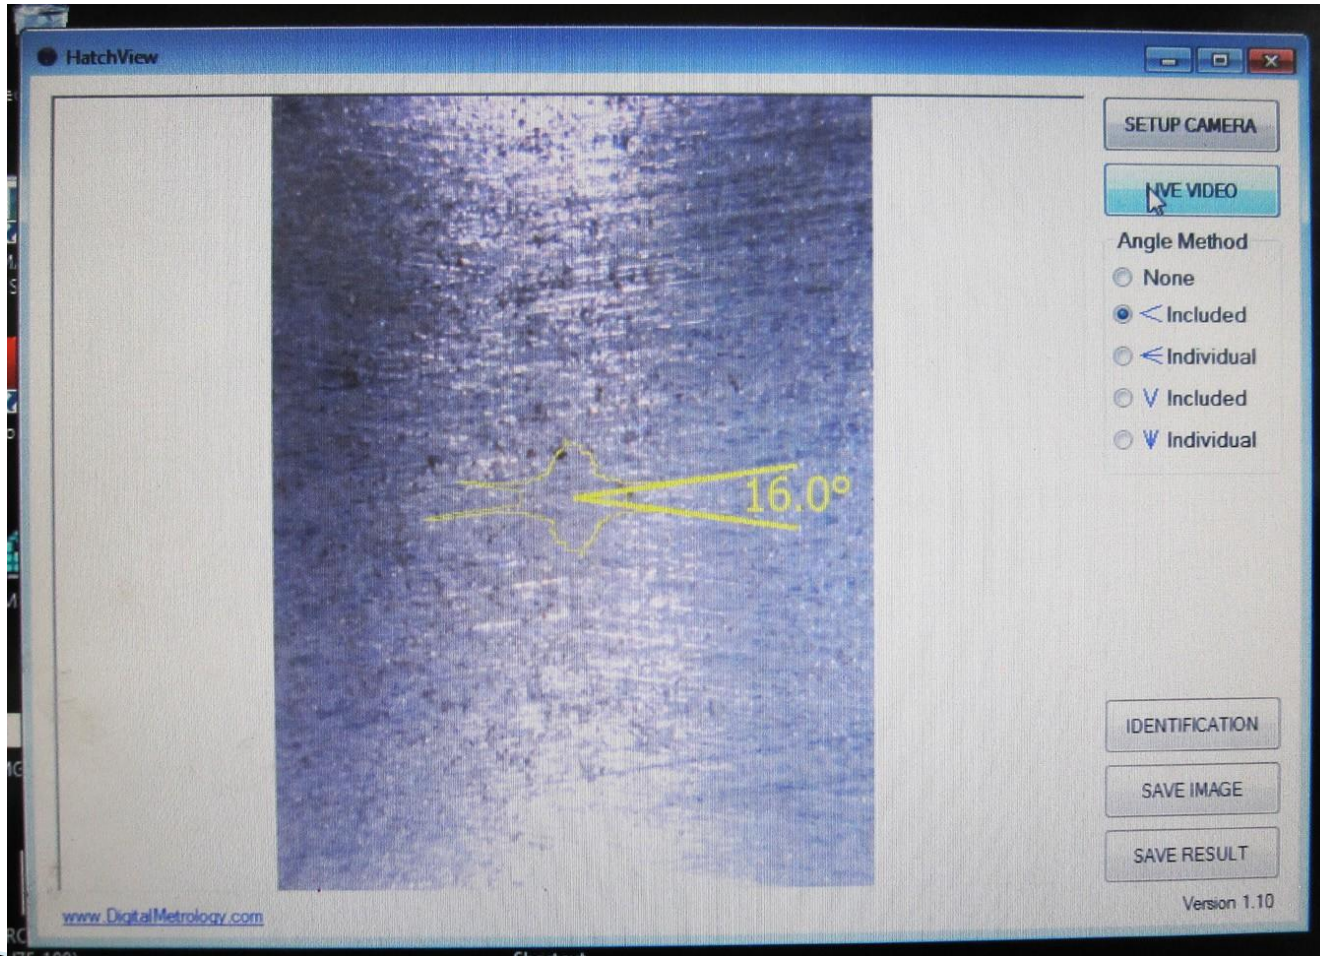 HatchView
SETUP CAMERA
LIVE VIDEO
Angle Method
None
< Included
Individual
V Included
Individual
16.0°
IDENTIFICATION
SAVE IMAGE
SAVE RESULT
Version 1.10
www.DigitalMetrology.com